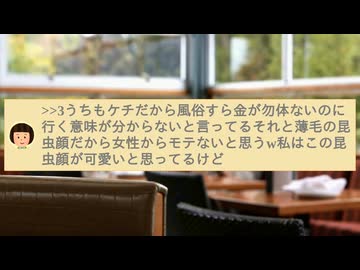 >>3うちもケチだから風俗すら金が勿体ないのに
行く意味が分からないと言ってるそれと薄毛の昆
虫顔だから女性からモテないと思うw私はこの昆
虫顔が可愛いと思ってるけど